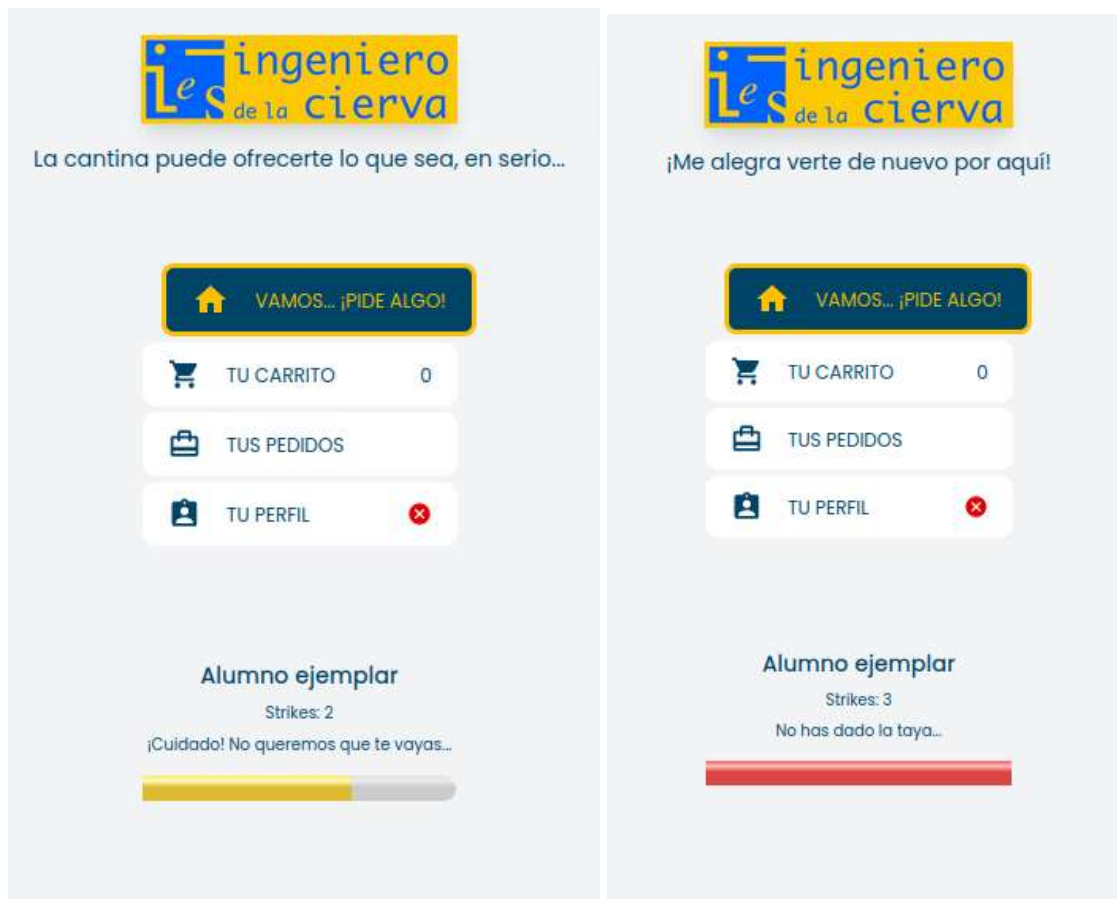 ies ingeniero
de la cierva
La cantina puede ofrecerte lo que sea, en serio...
VAMOS... ¡PIDE ALGO!
TU CARRITO 0
TUS PEDIDOS
TU PERFIL
Alumno ejemplar
Strikes: 2
¡Cuidado! No queremos que te vayas...
ies ingeniero
de la cierva
¡Me alegra verte de nuevo por aquí!
VAMOS... ¡PIDE ALGO!
TU CARRITO 0
TUS PEDIDOS
TU PERFIL
Alumno ejemplar
Strikes: 3
No has dado la taya...